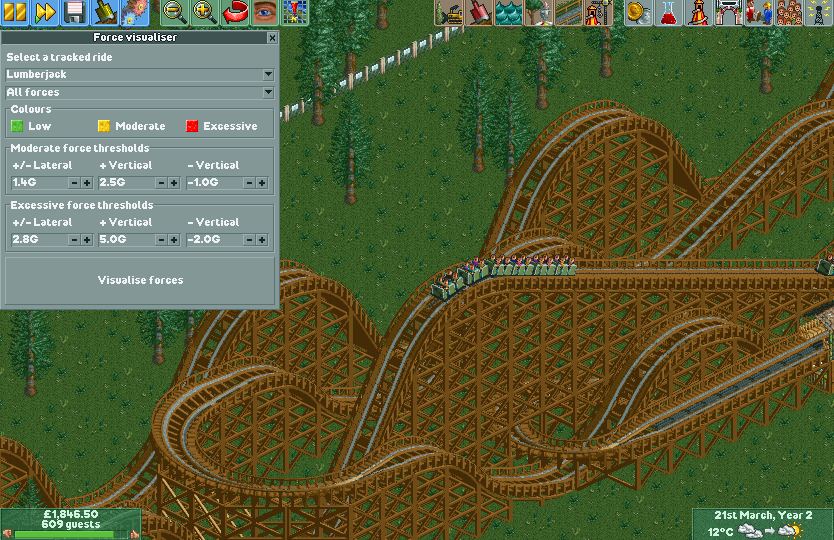 Force visualiser
Select a tracked ride
Lumberjack
All forces
Colours
Low Moderate Excessive
Moderate force thresholds
+/- Lateral + Vertical - Vertical
1.4G - + 2.5G - + -1.0G - +
Excessive force thresholds
+/- Lateral + Vertical - Vertical
2.8G - + 5.0G - + -2.0G - +
Visualise forces
£1,846.50
609 guests
21st March, Year 2
12°C